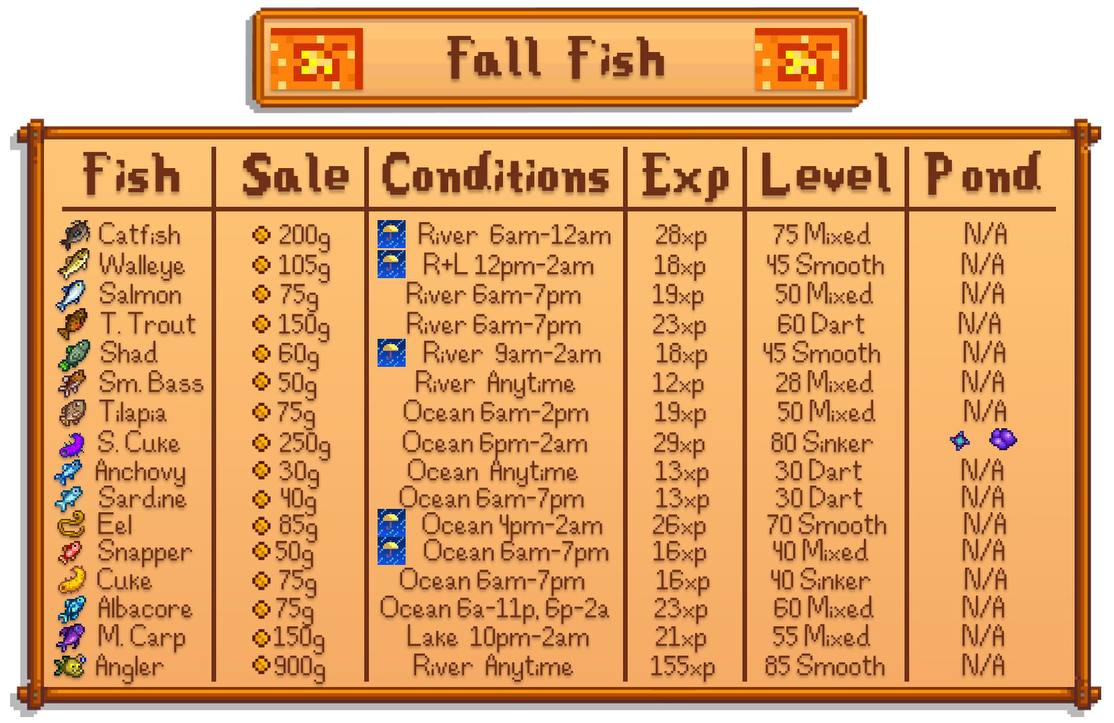 Fall Fish
Fish Sale Conditions Exp Level Pond
Catfish 200g River 6am-12am 28xp 75 Mixed N/A
Walleye 105g R+L 12pm-2am 18xp 45 Smooth N/A
Salmon 75g River 6am-7pm 19xp 50 Mixed N/A
T. Trout 150g River 6am-7pm 23xp 60 Dart N/A
Shad 60g River 9am-2am 18xp 45 Smooth N/A
Sm. Bass 50g River Anytime 12xp 28 Mixed N/A
Tilapia 75g Ocean 6am-2pm 19xp 50 Mixed N/A
S. Cuke 250g Ocean 6pm-2am 29xp 80 Sinker
Anchovy 30g Ocean Anytime 13xp 30 Dart N/A
Sardine 40g Ocean 6am-7pm 13xp 30 Dart N/A
Eel 85g Ocean 4pm-2am 26xp 70 Smooth N/A
Snapper 50g Ocean 6am-7pm 16xp 40 Mixed N/A
Cuke 75g Ocean 6am-7pm 16xp 40 Sinker N/A
Albacore 75g Ocean 6a-11p, 6p-2a 23xp 60 Mixed N/A
M. Carp 150g Lake 10pm-2am 21xp 55 Mixed N/A
Angler 900g River Anytime 155xp 85 Smooth N/A